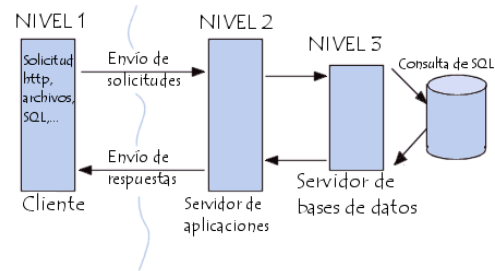 NIVEL 1
NIVEL 2
NIVEL 3
Solicitud
http,
archivos,
SQL,...
Envío de
solicitudes
Consulta de SQL
Envío de
respuestas
Cliente
Servidor de
aplicaciones
Servidor de
bases de datos